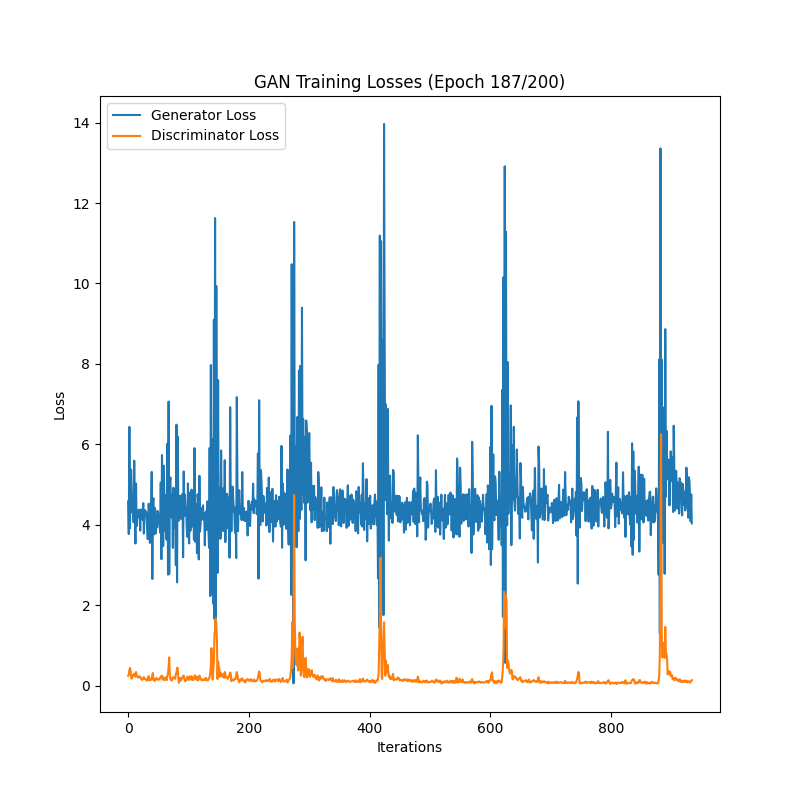 GAN Training Losses (Epoch 187/200)
Generator Loss
Discriminator Loss
14
12
10
8
6
4
2
0
Loss
0 200 400 600 800
Iterations